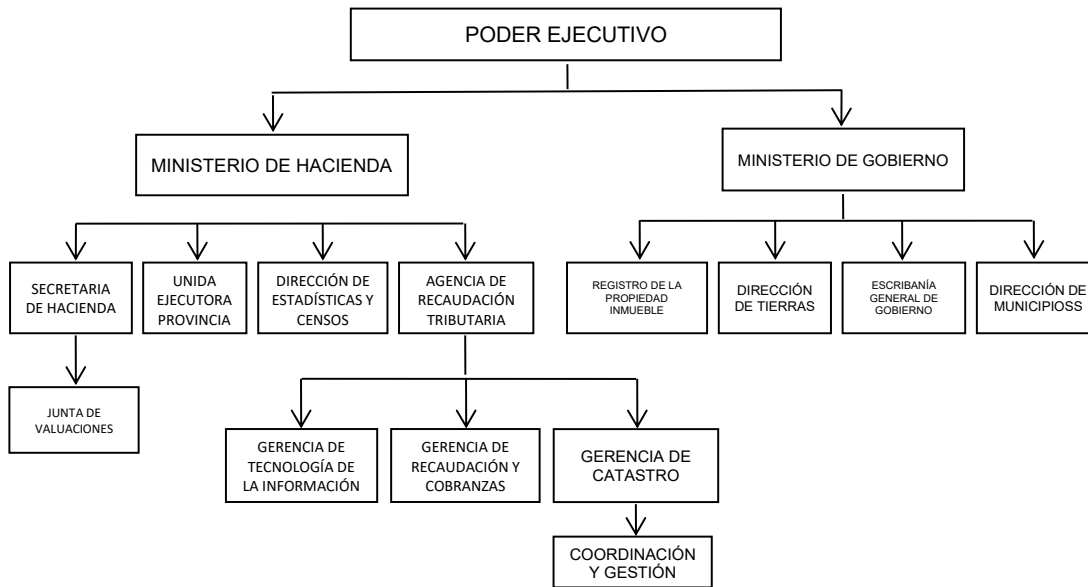 PODER EJECUTIVO
MINISTERIO DE HACIENDA
MINISTERIO DE GOBIERNO
SECRETARIA
DE HACIENDA
UNIDA
EJECUTORA
PROVINCIA
DIRECCIÓN DE
ESTADÍSTICAS Y
CENSOS
AGENCIA DE
RECAUDACIÓN
TRIBUTARIA
REGISTRO DE LA
PROPIEDAD
INMUEBLE
DIRECCIÓN
DE TIERRAS
ESCRIBANÍA
GENERAL DE
GOBIERNO
DIRECCIÓN DE
MUNICIPIOSS
JUNTA DE
VALUACIONES
GERENCIA DE
TECNOLOGÍA DE
LA INFORMACIÓN
GERENCIA DE
RECAUDACIÓN Y
COBRANZAS
GERENCIA DE
CATASTRO
COORDINACIÓN
Y GESTIÓN